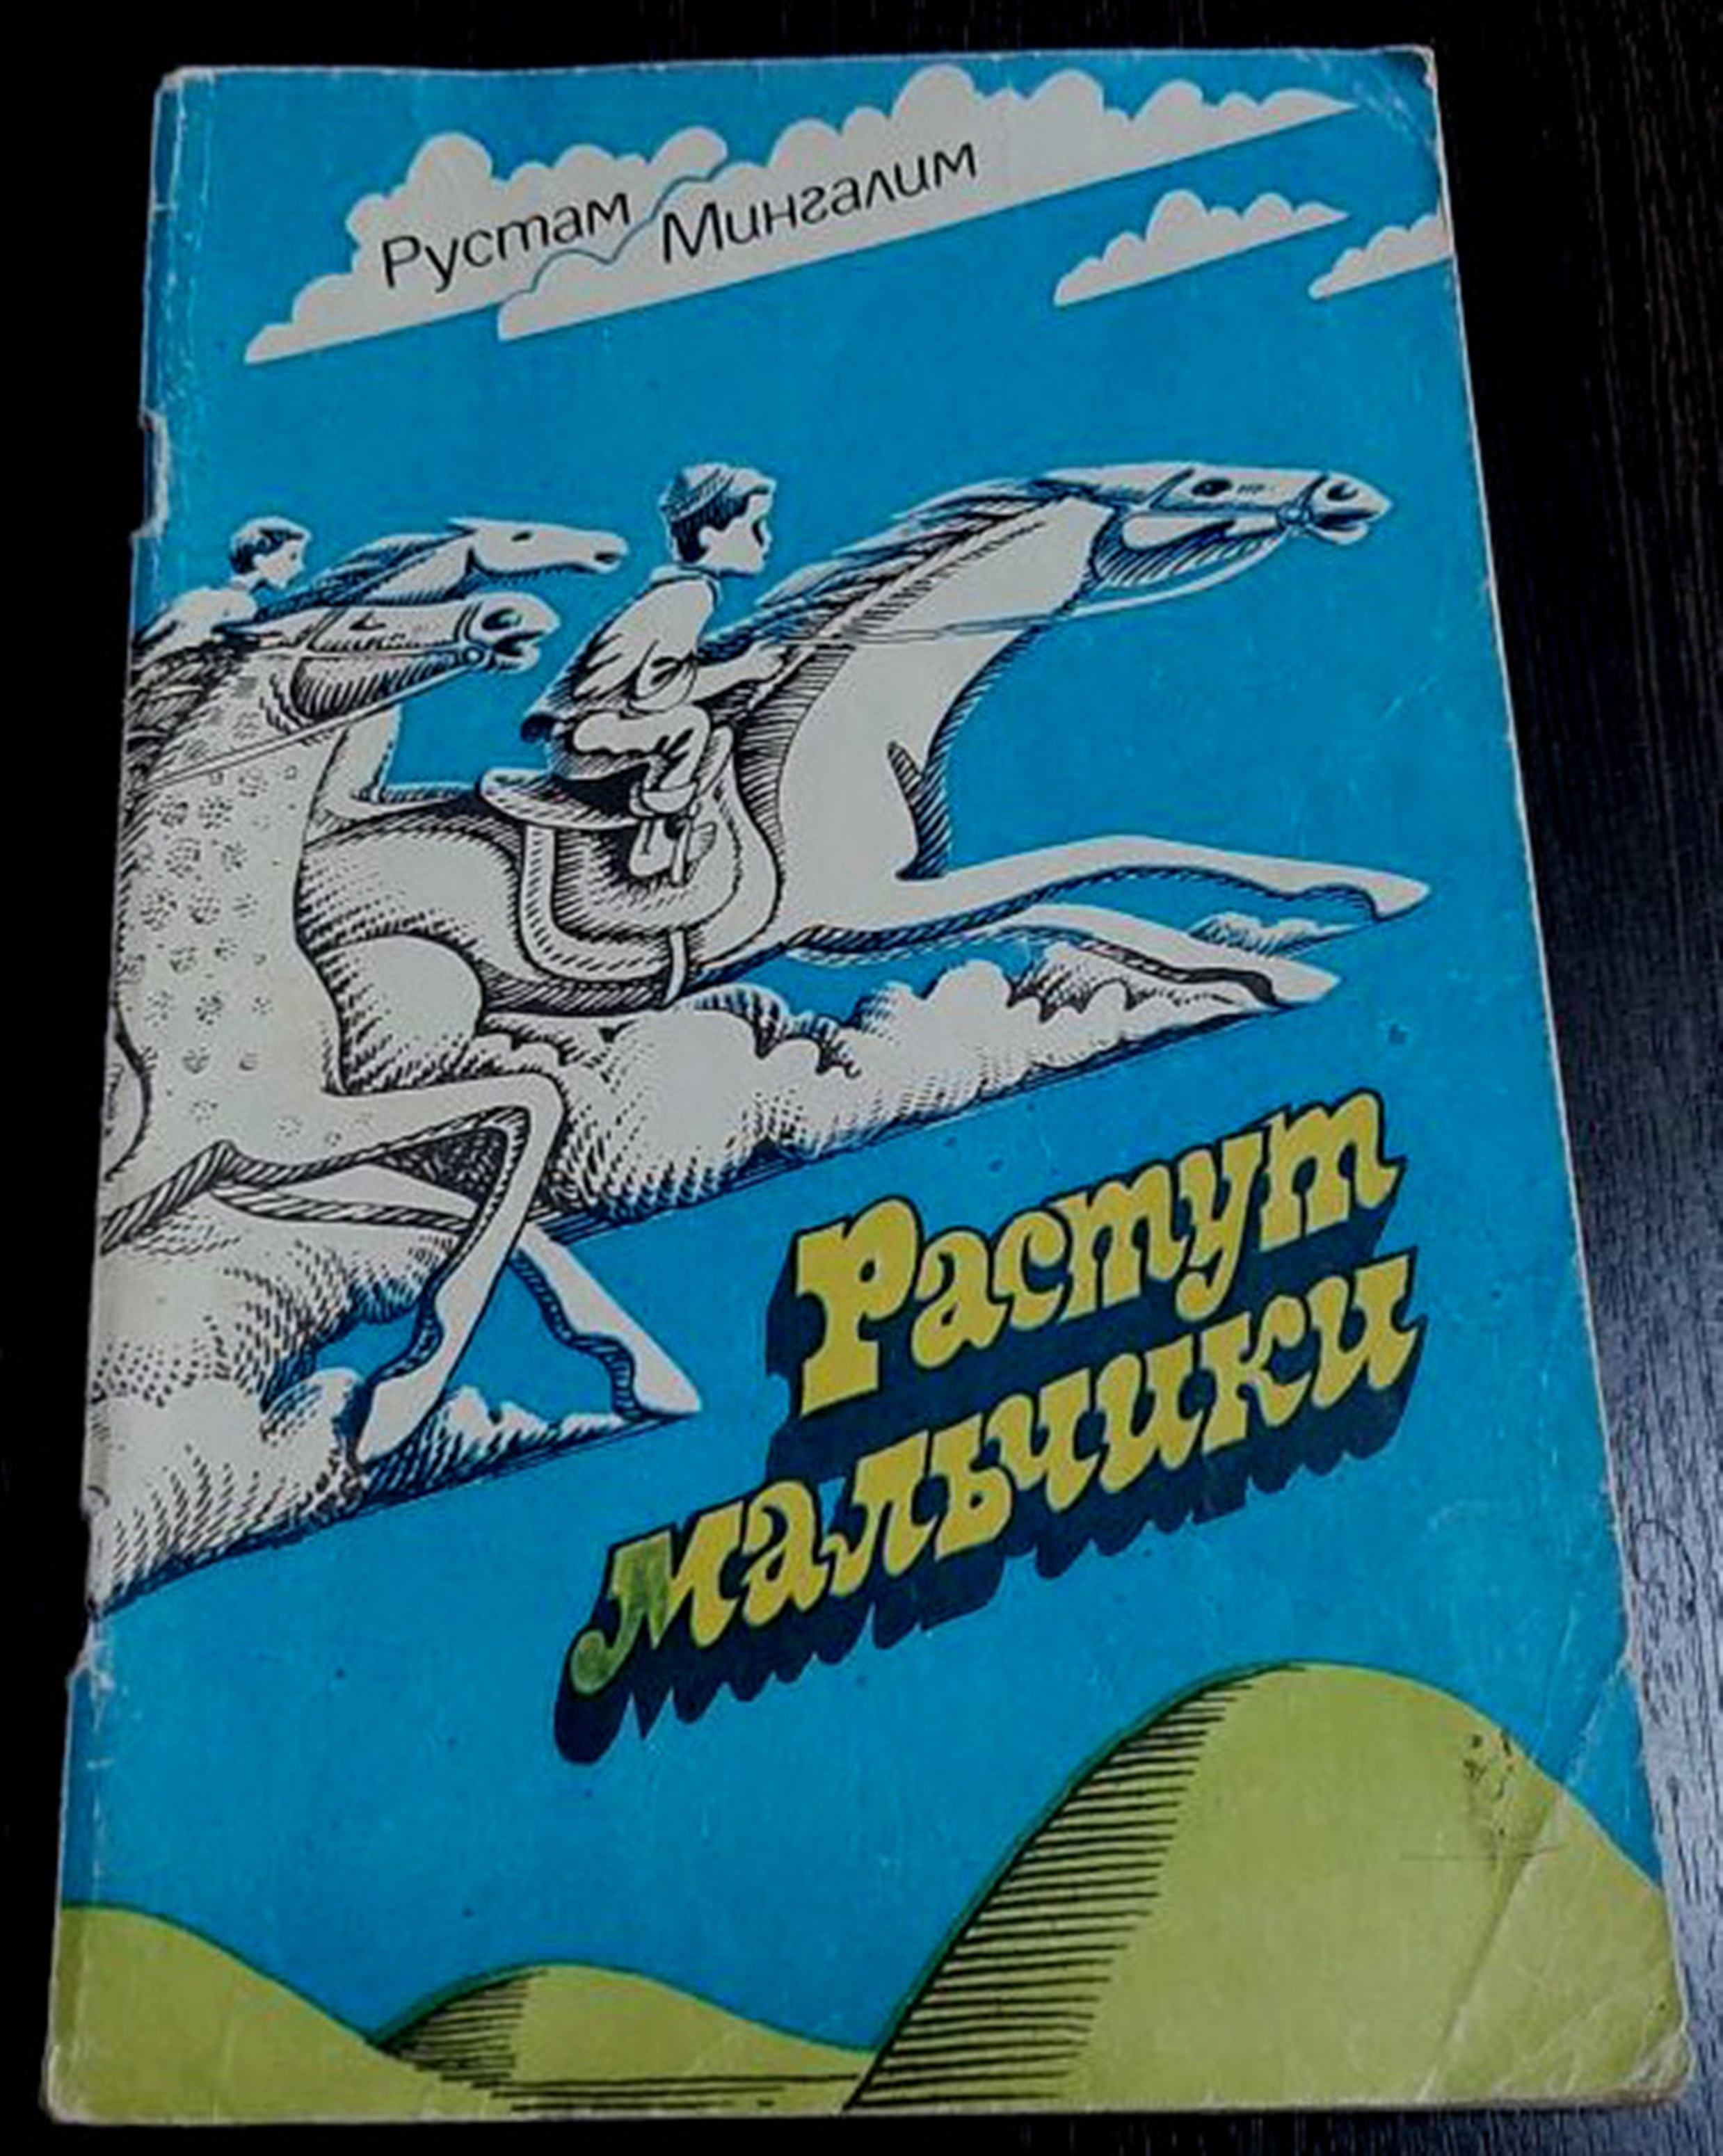 Рустам Мингалим
Растут
мальчики